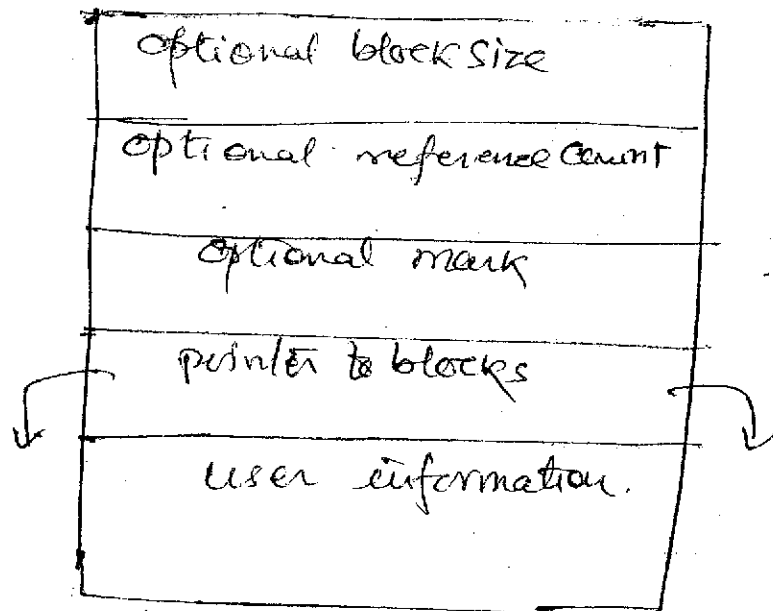 optional block size
optional reference count
optional mark
pointer to blocks
user information.